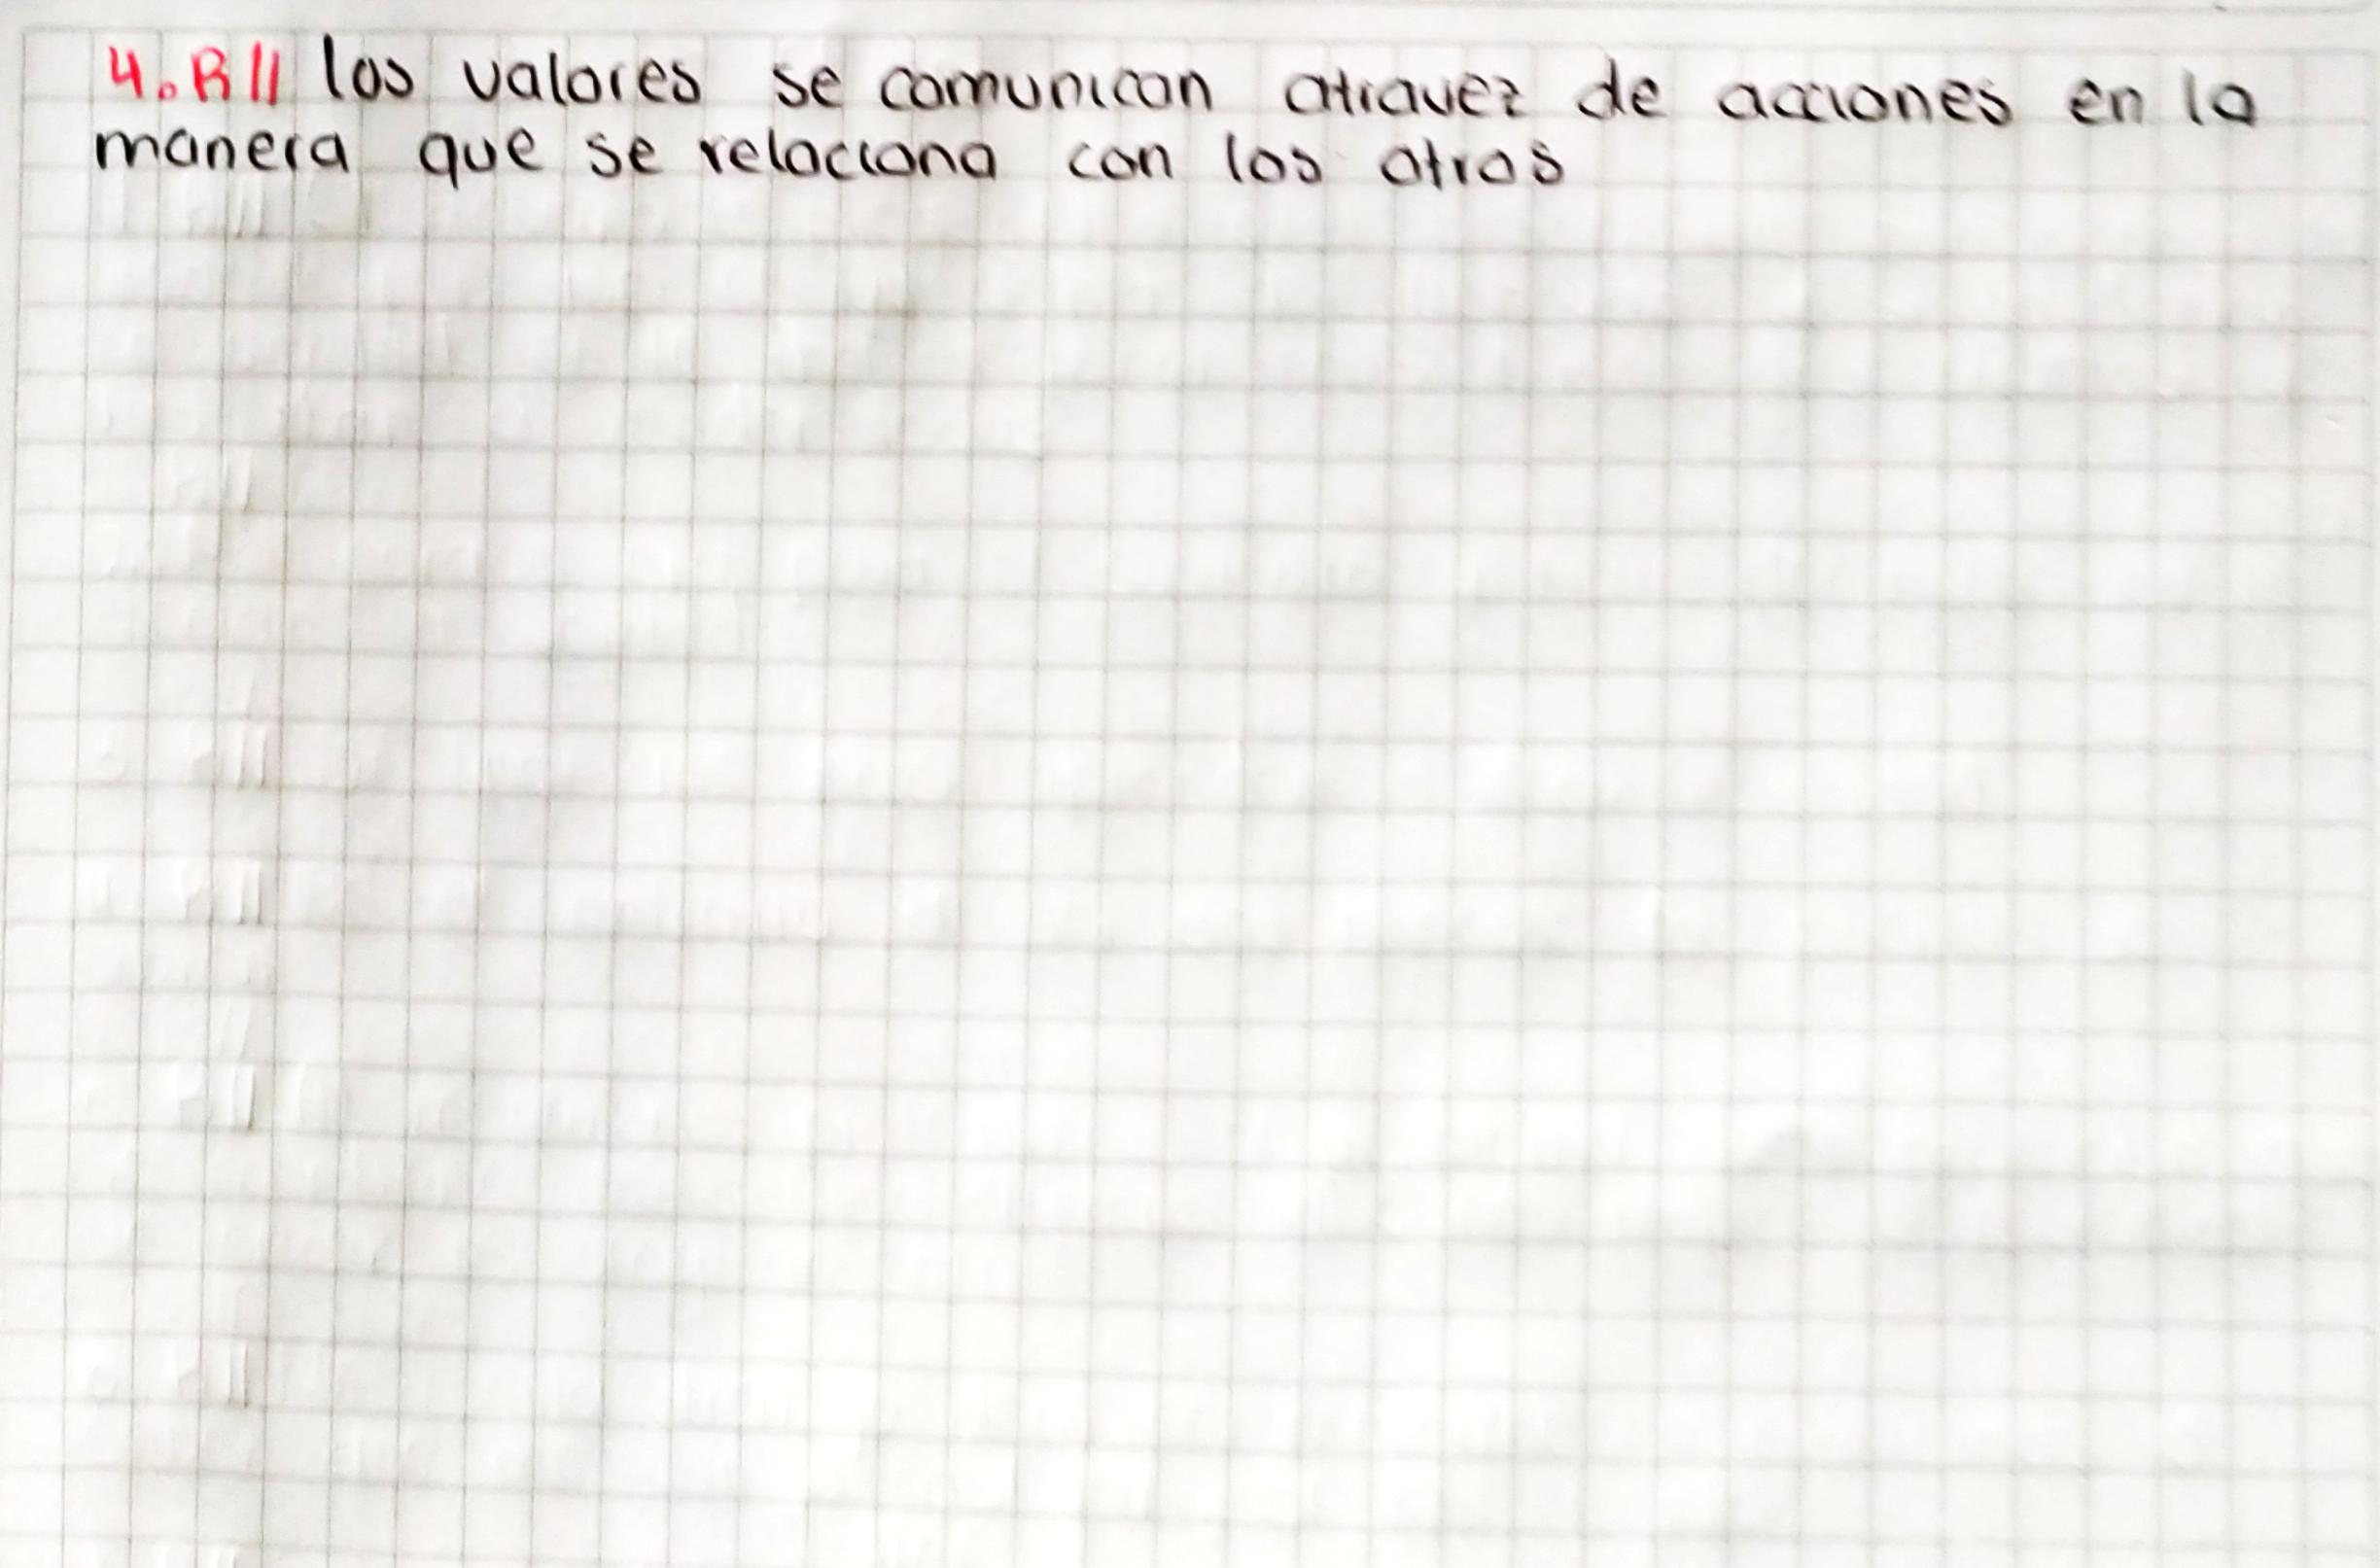 4. R// los valores se comunican atravez de acciones en la
manera que se relaciona con los otros